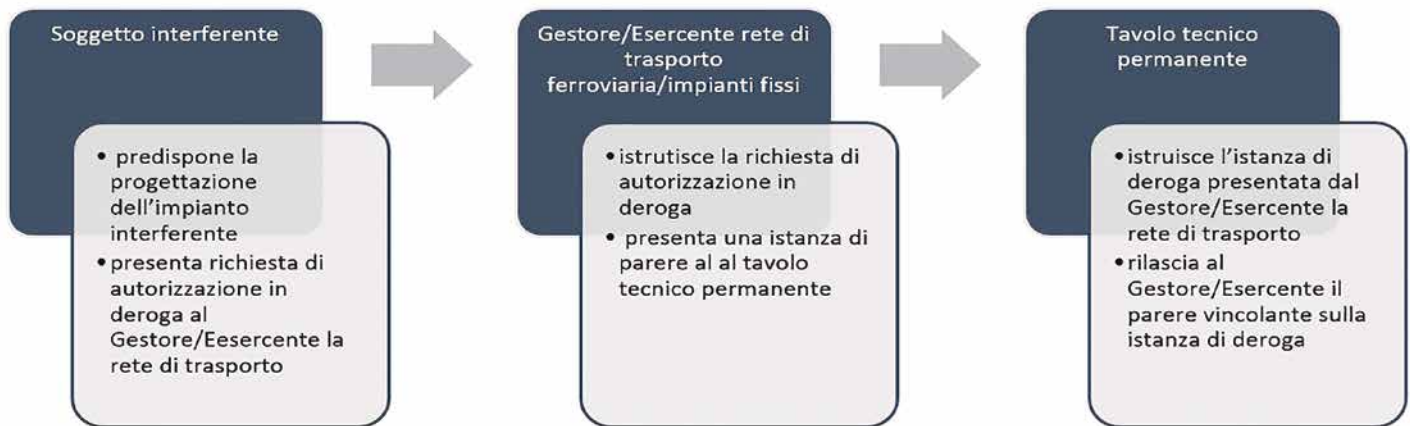 Soggetto interferente
• predispone la
progettazione
dell’impianto
interferente
• presenta richiesta di
autorizzazione in
deroga al
Gestore/Eesercente la
rete di trasporto
Gestore/Esercente rete di
trasporto
ferroviaria/impianti fissi
• istrutisce la richiesta di
autorizzazione in
deroga
• presenta una istanza di
parere al al tavolo
tecnico permanente
Tavolo tecnico
permanente
• istruisce l’istanza di
deroga presentata dal
Gestore/Esercente la
rete di trasporto
• rilascia al
Gestore/Esercente il
parere vincolante sulla
istanza di deroga